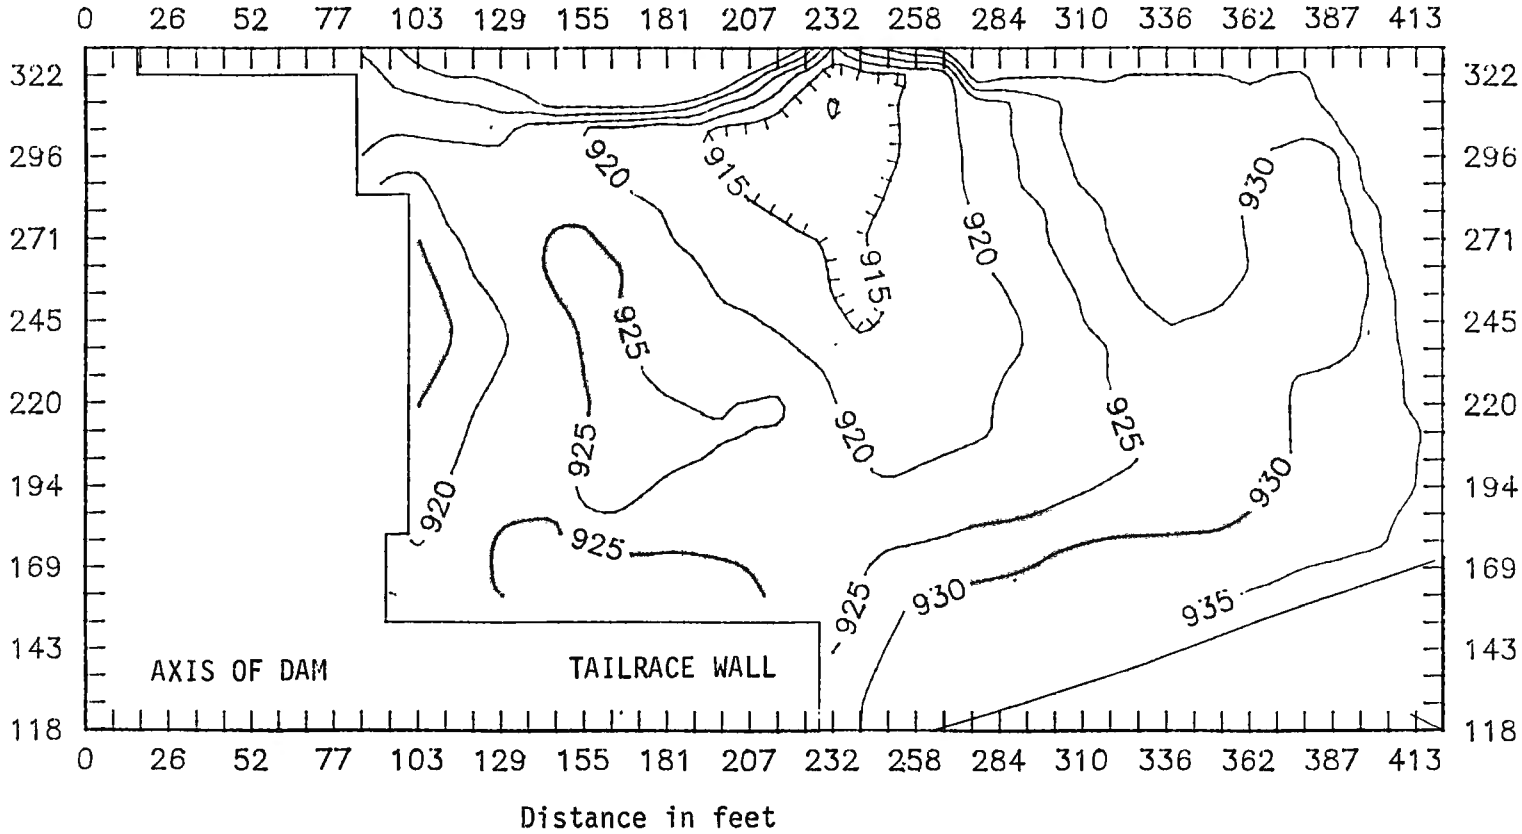 0 26 52 77 103 129 155 181 207 232 258 284 310 336 362 387 413
322 322
296 920 915 930 296
271 920 271
915
245 925 245
220 920 925 220
925
194 920 930 194
925
169 169
925 930 935
143 AXIS OF DAM TAILRACE WALL 143
118 118
0 26 52 77 103 129 155 181 207 232 258 284 310 336 362 387 413
Distance in feet